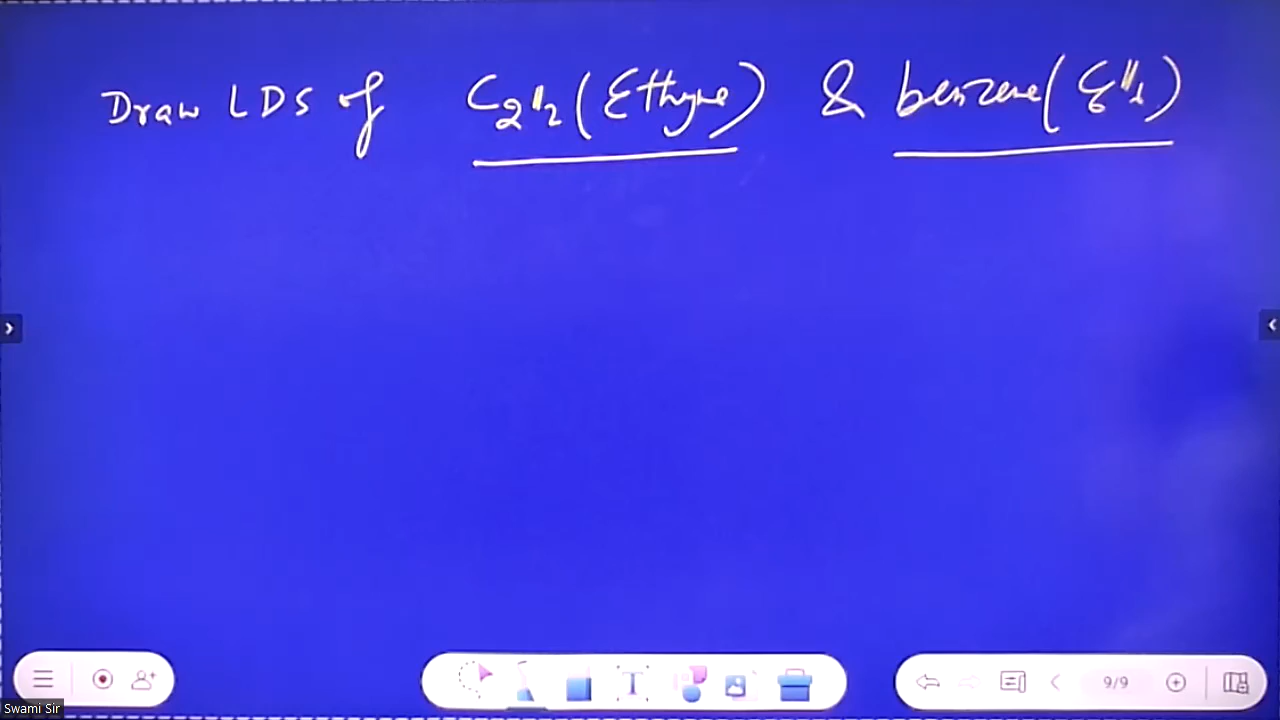 Draw LDS of C₂H₂ (Ethyne) & benzene (C₆H₆)
T
9/9
Swami Sir